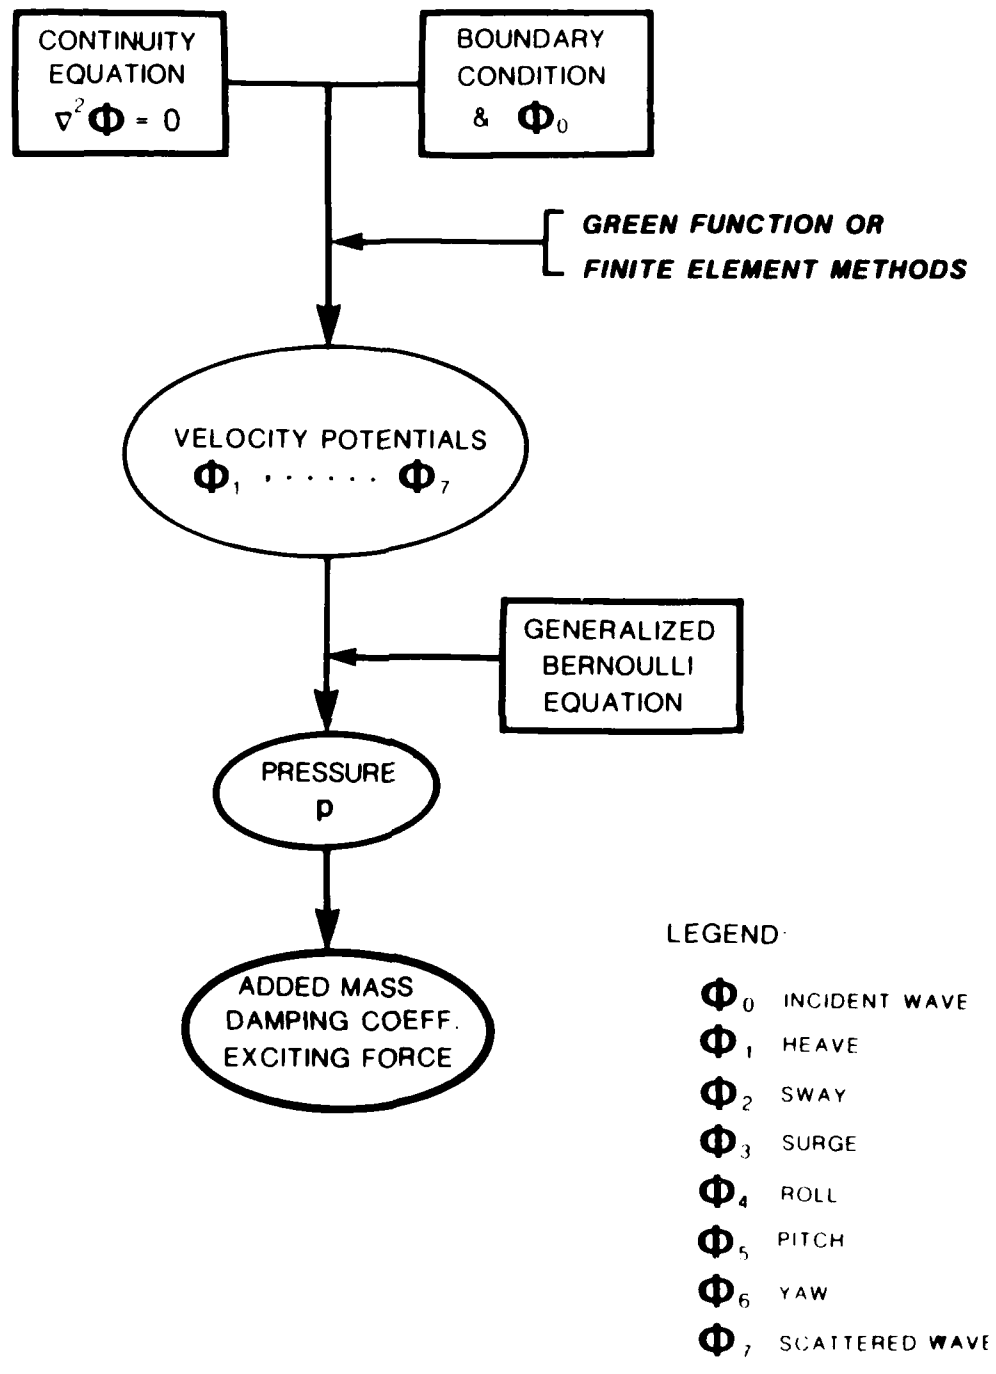 CONTINUITY
EQUATION
∇²Φ = 0
BOUNDARY
CONDITION
& Φ₀
GREEN FUNCTION OR
FINITE ELEMENT METHODS
VELOCITY POTENTIALS
Φ₁ ....... Φ₇
GENERALIZED
BERNOULLI
EQUATION
PRESSURE
p
ADDED MASS
DAMPING COEFF.
EXCITING FORCE
LEGEND
Φ₀ INCIDENT WAVE
Φ₁ HEAVE
Φ₂ SWAY
Φ₃ SURGE
Φ₄ ROLL
Φ₅ PITCH
Φ₆ YAW
Φ₇ SCATTERED WAVE